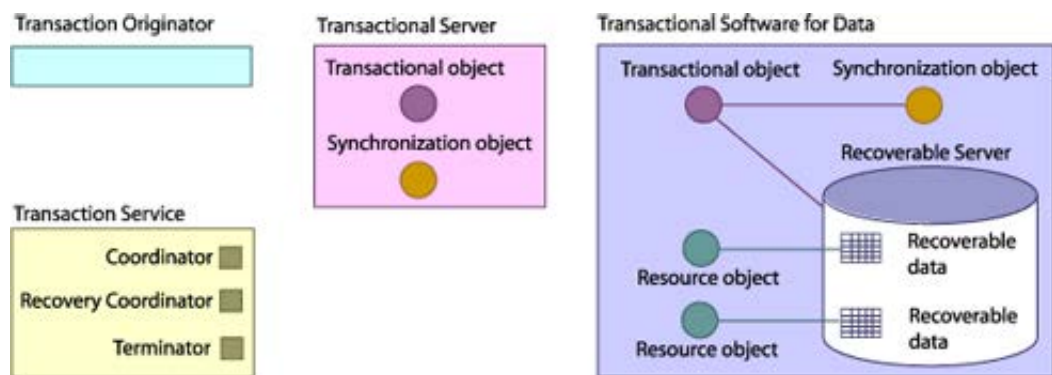 Transaction Originator
Transactional Server
Transactional object
Synchronization object
Transactional Software for Data
Transactional object
Synchronization object
Recoverable Server
Recoverable
data
Resource object
Recoverable
data
Resource object
Transaction Service
Coordinator
Recovery Coordinator
Terminator